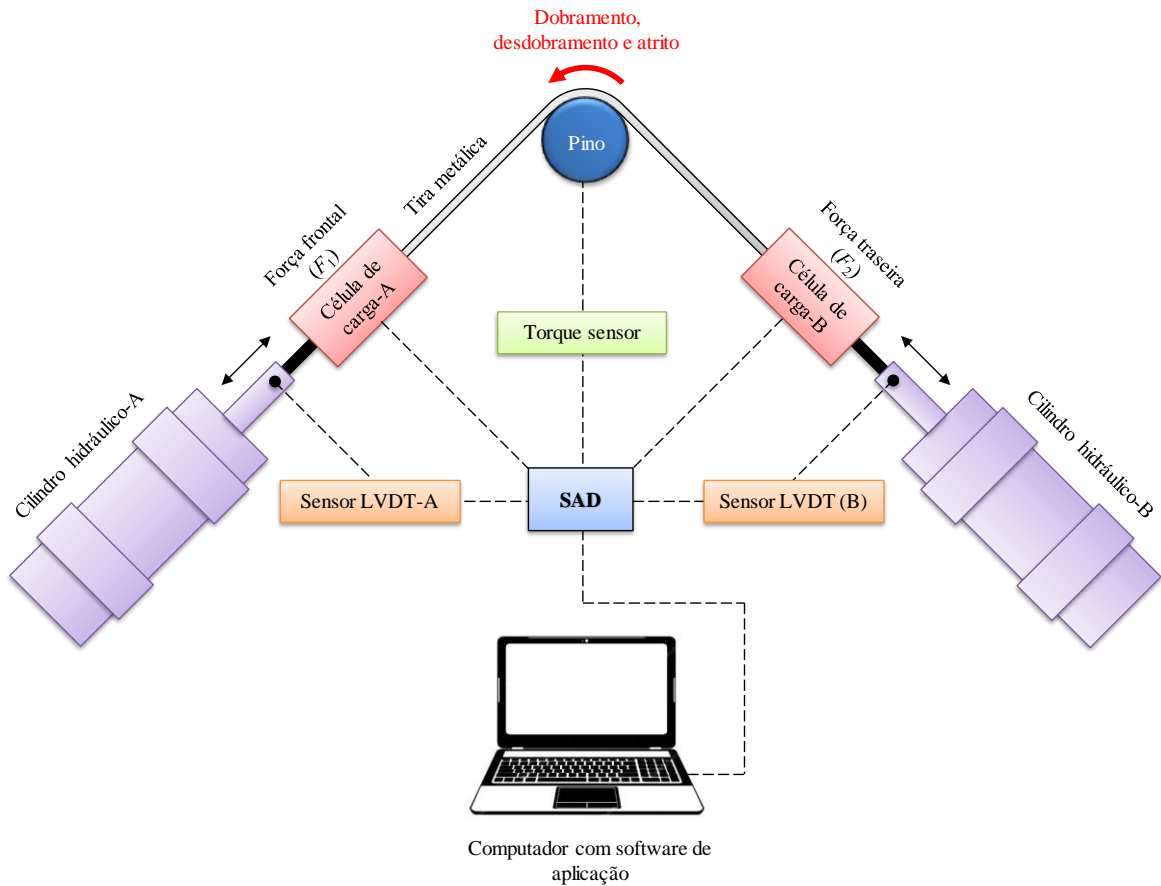 Dobramento,
desdobramento e atrito
Pino
Tira metálica
Força frontal
(F₁)
Célula de
carga-A
Força traseira
(F₂)
Célula de
carga-B
Torque sensor
Cilindro hidráulico-A
Cilindro hidráulico-B
Sensor LVDT-A
SAD
Sensor LVDT (B)
Computador com software de
aplicação